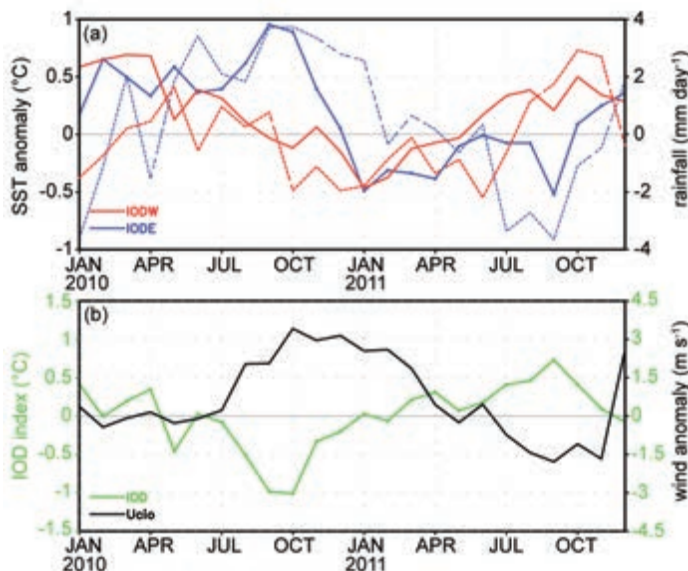 (a)
SST anomaly (°C)
1
0.5
0
-0.5
-1
4
2
0
-2
-4
rainfall (mm day⁻¹)
IODW
IODE
JAN APR JUL OCT JAN APR JUL OCT
2010 2011
(b)
IOD index (°C)
1.5
1
0.5
0
-0.5
-1
-1.5
4.5
3
1.5
0
-1.5
-3
-4.5
wind anomaly (m s⁻¹)
IOD
Ucio
JAN APR JUL OCT JAN APR JUL OCT
2010 2011